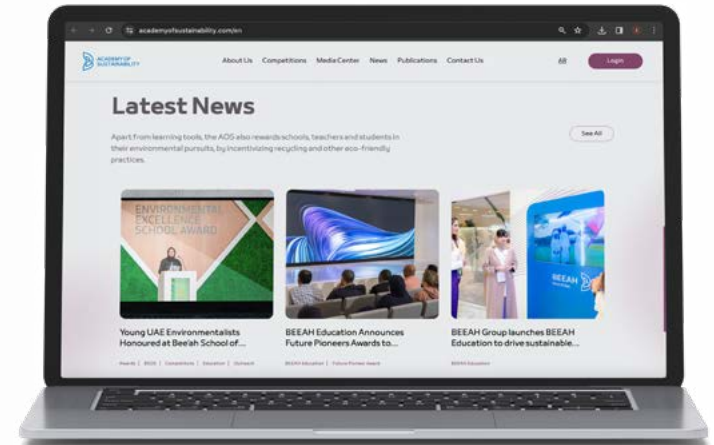 academyofsustainability.com/en
ACADEMY OF
SUSTAINABILITY
About Us Competitions Media Center News Publications Contact Us
AR
Login
Latest News
Apart from learning tools, the AOS also rewards schools, teachers and students in
their environmental pursuits, by incentivizing recycling and other eco-friendly
practices.
See All
ENVIRONMENTAL
EXCELLENCE
SCHOOL AWARD
BEEAH
Young UAE Environmentalists
Honoured at Bee'ah School of...
BEEAH Education Announces
Future Pioneers Awards to...
BEEAH Group launches BEEAH
Education to drive sustainable...
Awards | BSOE | Competitions | Education | Outreach
BEEAH Education | Future Pioneer Award
BEEAH Education